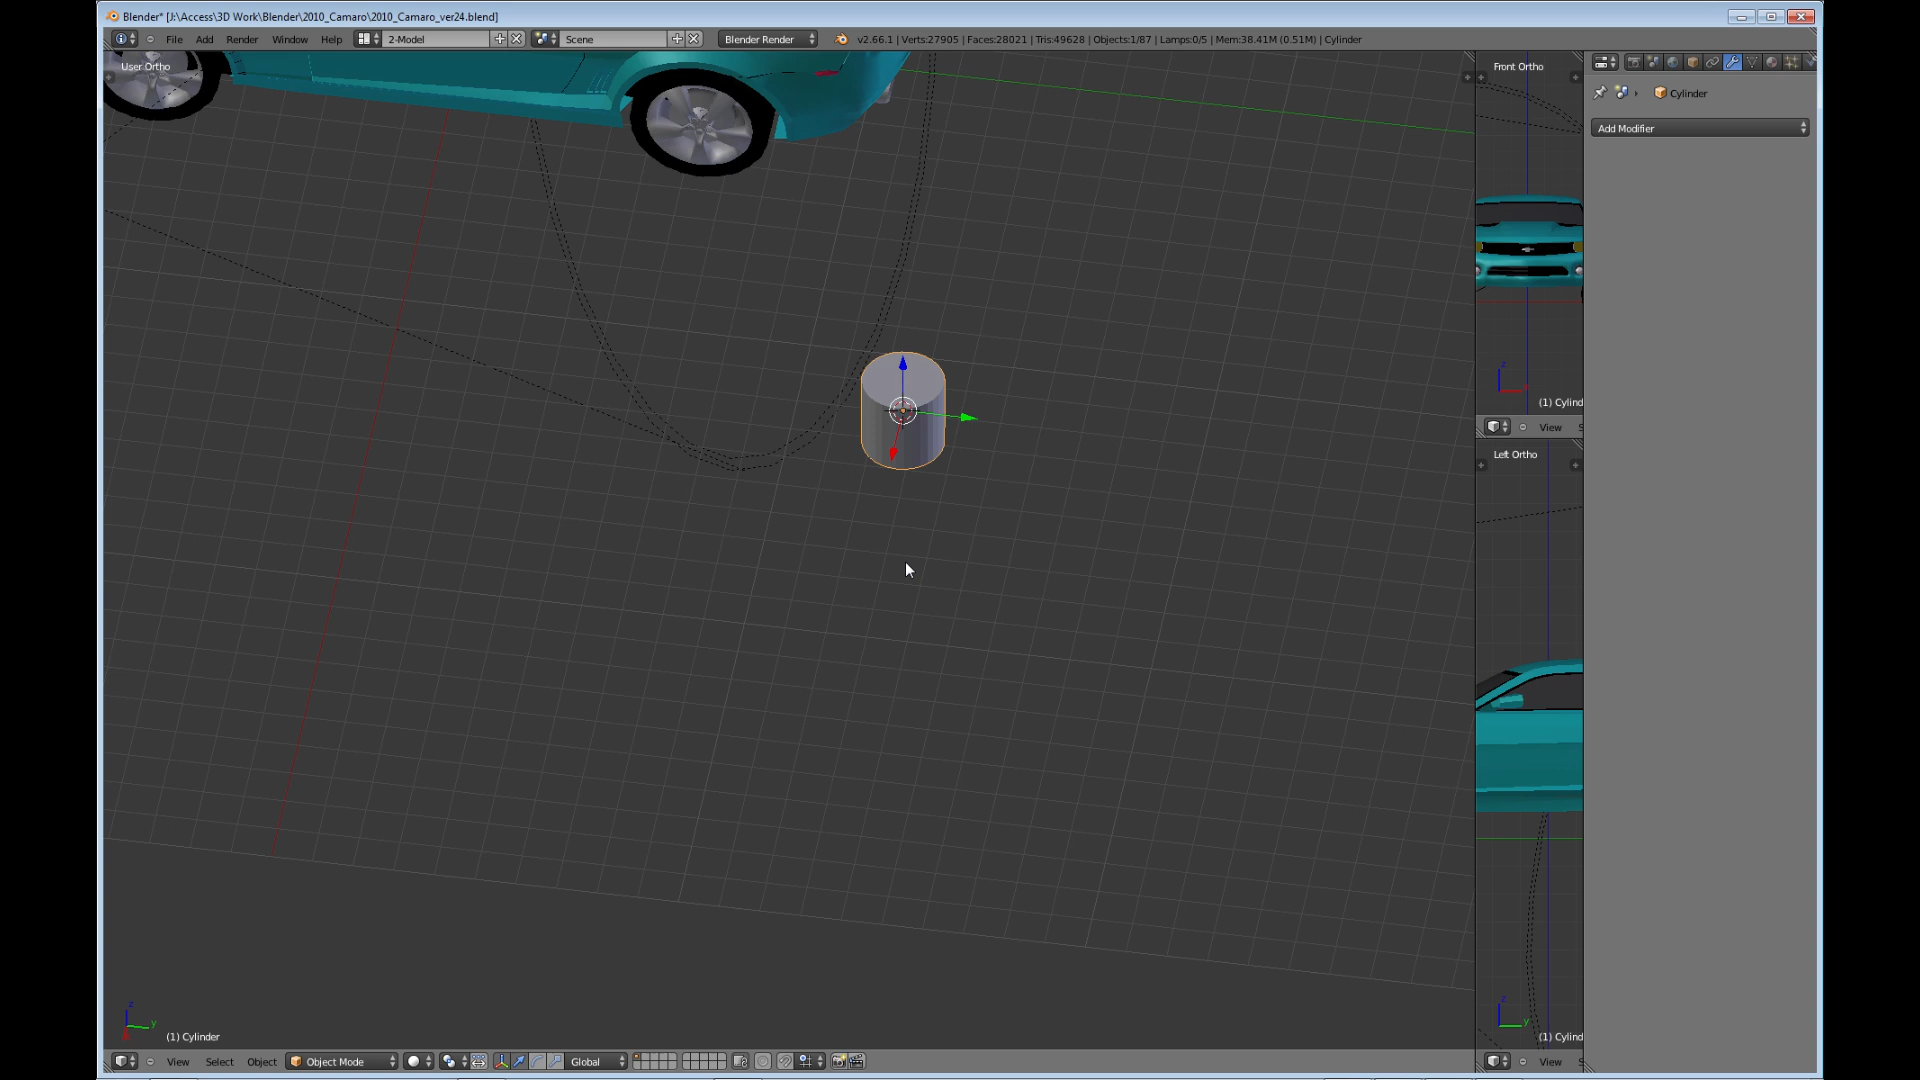 Blender* [J:\Access\3D Work\Blender\2010_Camaro\2010_Camaro_ver24.blend]
File Add Render Window Help 2-Model Scene Blender Render v2.66.1 | Verts:27905 | Faces:28021 | Tris:49628 | Objects:1/87 | Lamps:0/5 | Mem:38.41M (0.51M) | Cylinder
User Ortho
Front Ortho
Cylinder
Add Modifier
z
(1) Cylind
View S
Left Ortho
z
y
(1) Cylind
View S
z
y
(1) Cylinder
View Select Object Object Mode Global